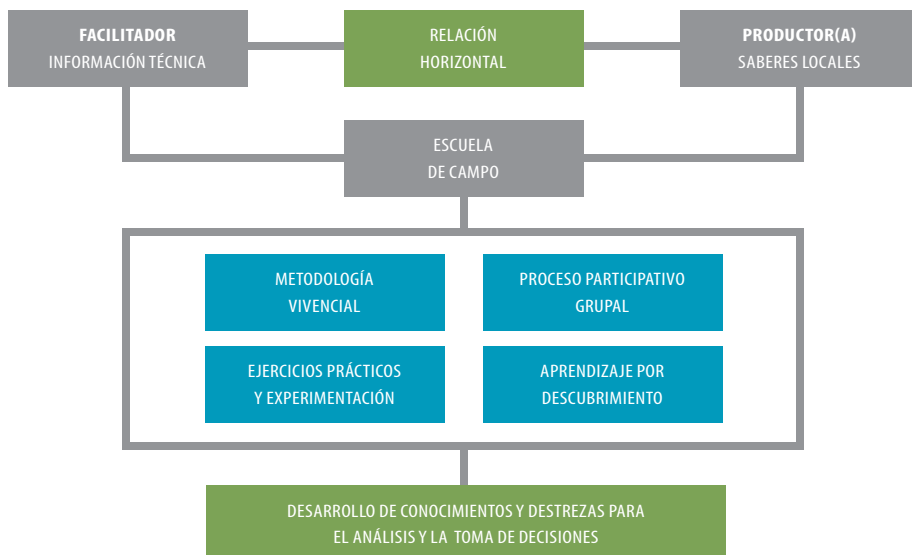 FACILITADOR
INFORMACIÓN TÉCNICA
RELACIÓN
HORIZONTAL
PRODUCTOR(A)
SABERES LOCALES
ESCUELA
DE CAMPO
METODOLOGÍA
VIVENCIAL
PROCESO PARTICIPATIVO
GRUPAL
EJERCICIOS PRÁCTICOS
Y EXPERIMENTACIÓN
APRENDIZAJE POR
DESCUBRIMIENTO
DESARROLLO DE CONOCIMIENTOS Y DESTREZAS PARA
EL ANÁLISIS Y LA TOMA DE DECISIONES